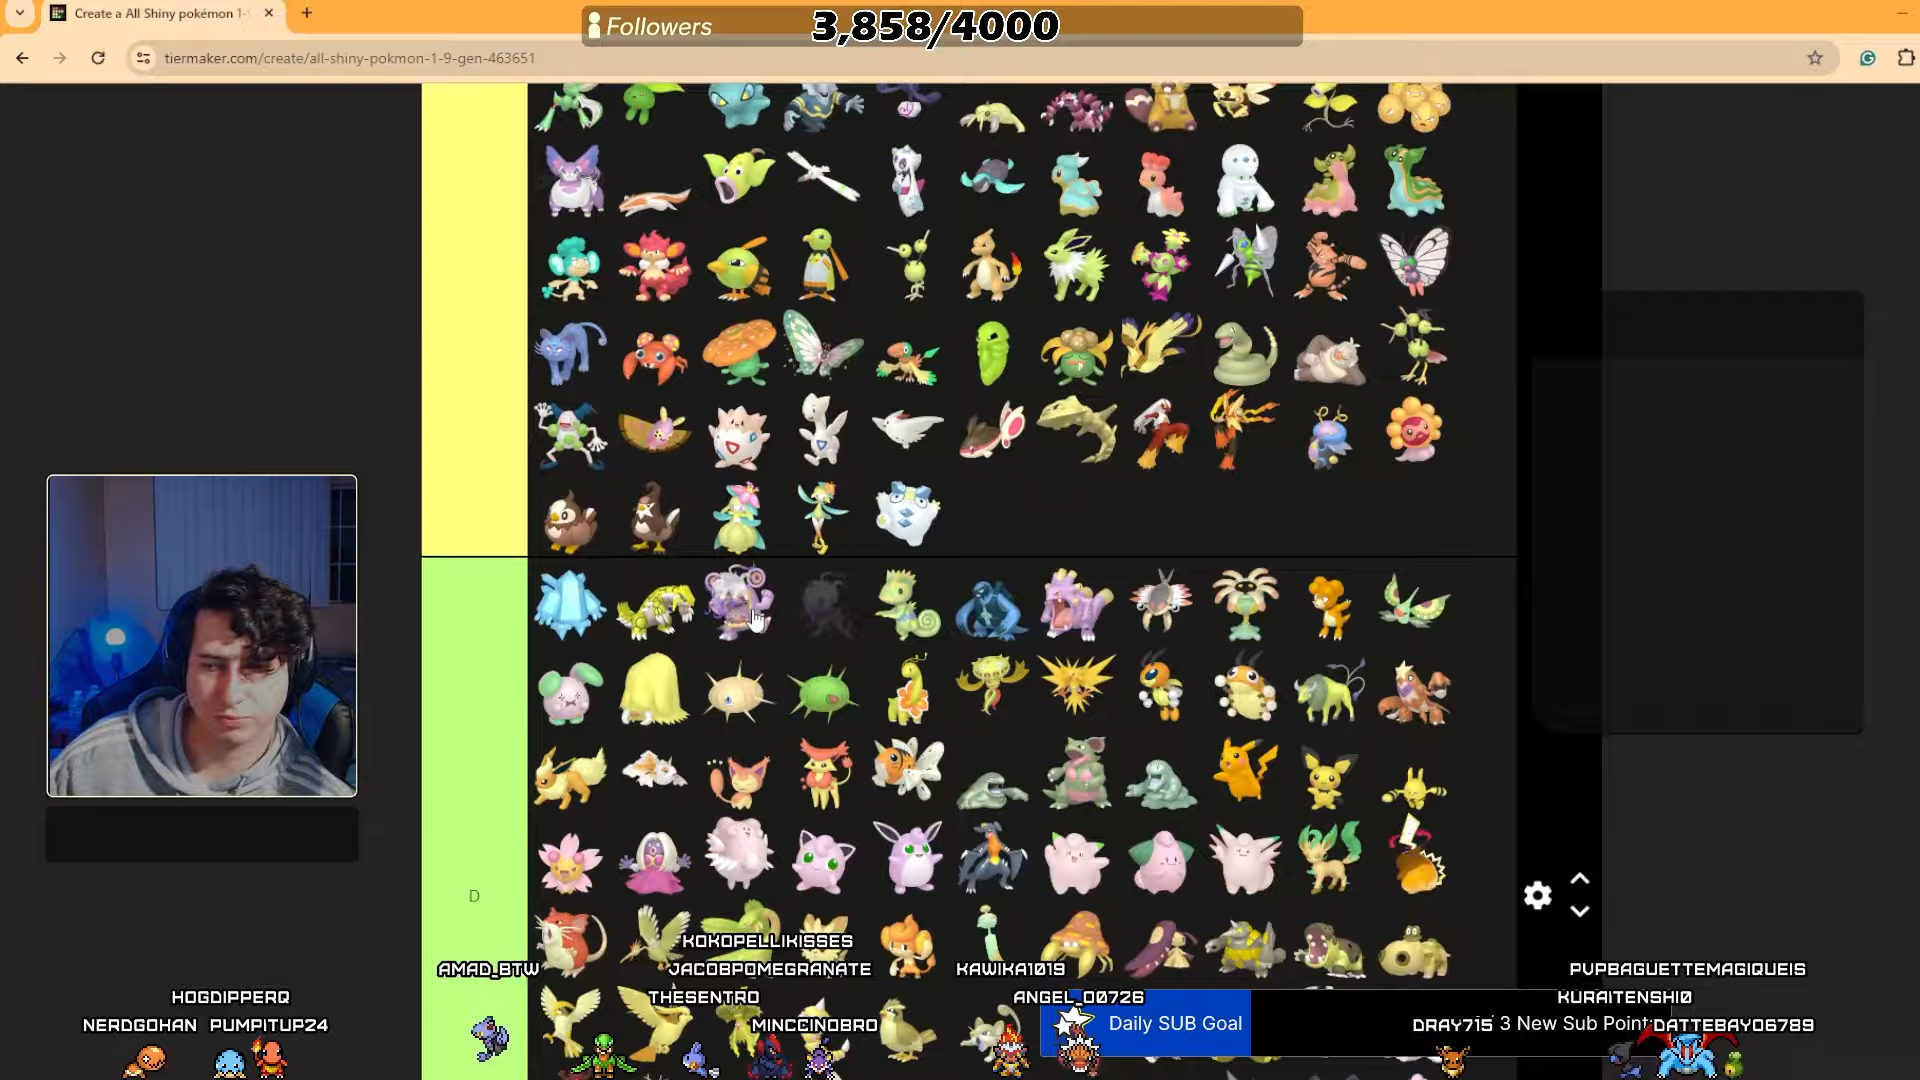 Create a All Shiny pokémon 1-
Followers
3,858/4000
tiermaker.com/create/all-shiny-pokmon-1-9-gen-463651
D
KOKOPELLIKISSES
AMAD_BTW
JACOBPOMEGRANATE
KAWIKA1019
PVPBAGUETTEMAGIQUEIS
HOGDIPPERQ
THESENTRO
ANGEL_00726
KURAITENSHI0
NERDGOHAN
PUMPITUP24
MINCCINOBRO
Daily SUB Goal
DRAY715
3 New Sub Point
DATTEBAYO6789